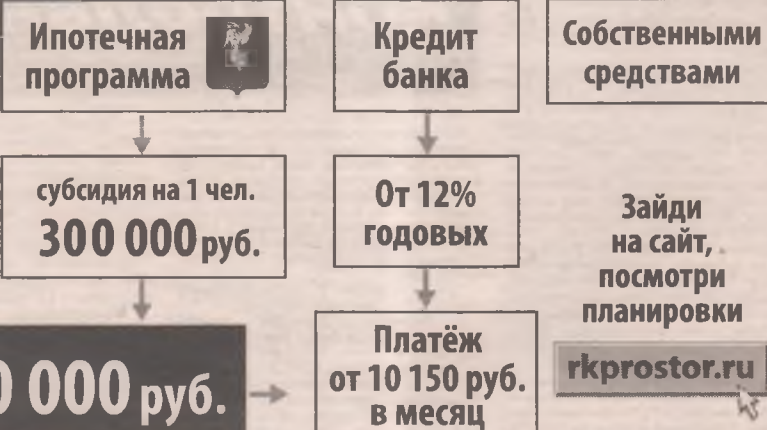 Ипотечная
программа
Кредит
банка
Собственными
средствами
субсидия на 1 чел.
300 000 руб.
От 12%
годовых
Зайди
на сайт,
посмотри
планировки
rkprostor.ru
000 руб.
Платёж
от 10 150 руб.
в месяц